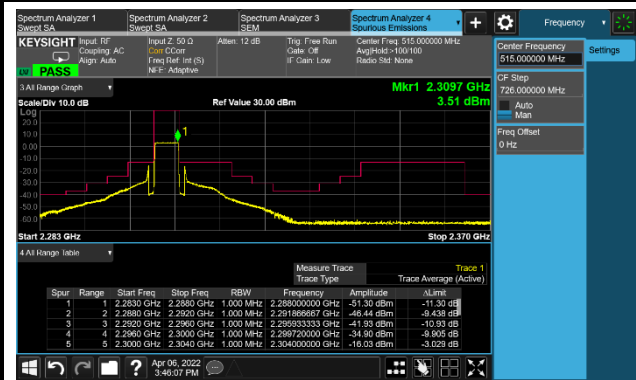 Spectrum Analyzer 1
Swept SA
Spectrum Analyzer 2
Swept SA
Spectrum Analyzer 3
SEM
Spectrum Analyzer 4
Spurious Emissions
Frequency
KEYSIGHT
Input: RF
Coupling: AC
Align: Auto
Input Z: 50 Ω
Corr CCorr
Freq Ref: Int (S)
NFE: Adaptive
Atten: 12 dB
Trig: Free Run
Gate: Off
IF Gain: Low
Center Freq: 515.000000 MHz
Avg|Hold:>100/100
Radio Std: None
PASS
Center Frequency
515.000000 MHz
Settings
CF Step
726.000000 MHz
Auto
Man
Freq Offset
0 Hz
3 All Range Graph
Mkr1 2.3097 GHz
Scale/Div 10.0 dB
Ref Value 30.00 dBm
3.51 dBm
Log
20.0
10.0
0.00
-10.0
-20.0
-30.0
-40.0
-50.0
-60.0
1
Start 2.283 GHz
Stop 2.370 GHz
4 All Range Table
Measure Trace
Trace 1
Trace Type
Trace Average (Active)
Spur Range Start Freq Stop Freq RBW Frequency Amplitude ΔLimit
1 1 2.2830 GHz 2.2880 GHz 1.000 MHz 2.288000000 GHz -51.30 dBm -11.30 dB
2 2 2.2880 GHz 2.2920 GHz 1.000 MHz 2.291866667 GHz -46.44 dBm -9.438 dB
3 3 2.2920 GHz 2.2960 GHz 1.000 MHz 2.295933333 GHz -41.93 dBm -10.93 dB
4 4 2.2960 GHz 2.3000 GHz 1.000 MHz 2.299720000 GHz -34.90 dBm -9.905 dB
5 5 2.3000 GHz 2.3040 GHz 1.000 MHz 2.304000000 GHz -16.03 dBm -3.029 dB
Apr 06, 2022
3:46:07 PM